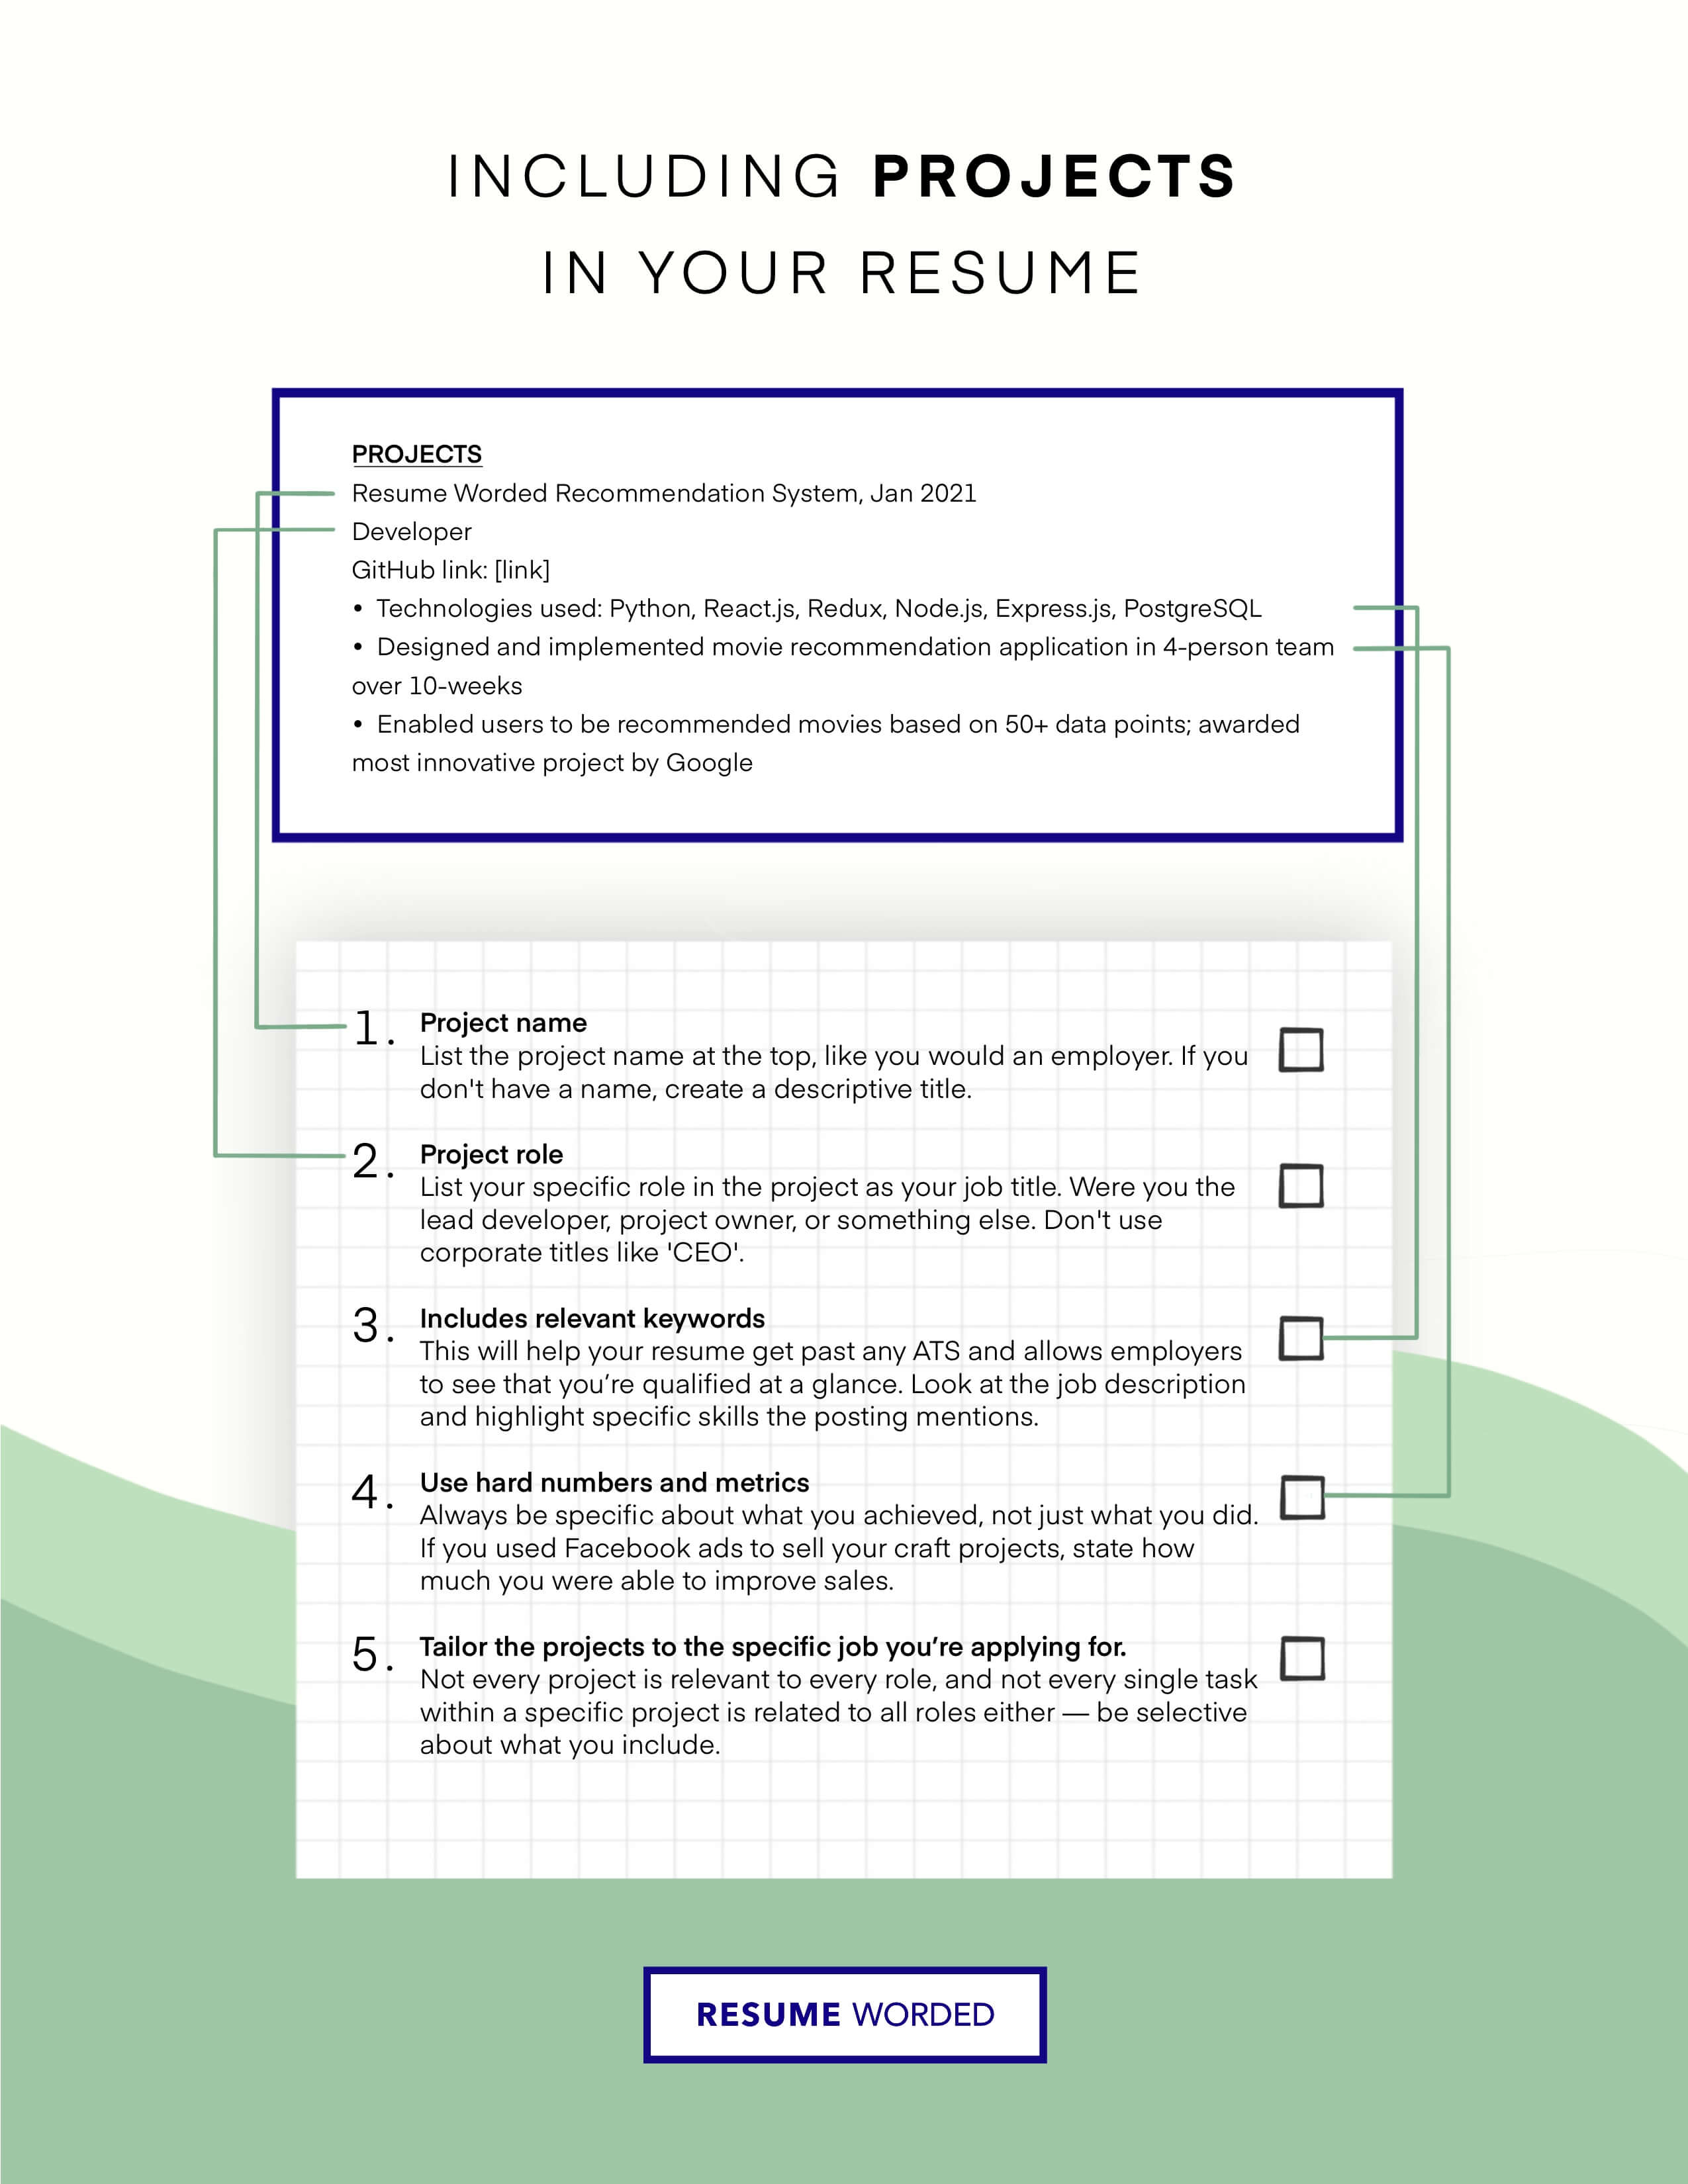 INCLUDING PROJECTS
IN YOUR RESUME
PROJECTS
Resume Worded Recommendation System, Jan 2021
Developer
GitHub link: [link]
• Technologies used: Python, React.js, Redux, Node.js, Express.js, PostgreSQL
• Designed and implemented movie recommendation application in 4-person team
over 10-weeks
• Enabled users to be recommended movies based on 50+ data points; awarded
most innovative project by Google
1. Project name
List the project name at the top, like you would an employer. If you
don't have a name, create a descriptive title.
2. Project role
List your specific role in the project as your job title. Were you the
lead developer, project owner, or something else. Don't use
corporate titles like 'CEO'.
3. Includes relevant keywords
This will help your resume get past any ATS and allows employers
to see that you’re qualified at a glance. Look at the job description
and highlight specific skills the posting mentions.
4. Use hard numbers and metrics
Always be specific about what you achieved, not just what you did.
If you used Facebook ads to sell your craft projects, state how
much you were able to improve sales.
5. Tailor the projects to the specific job you’re applying for.
Not every project is relevant to every role, and not every single task
within a specific project is related to all roles either — be selective
about what you include.
RESUME WORDED